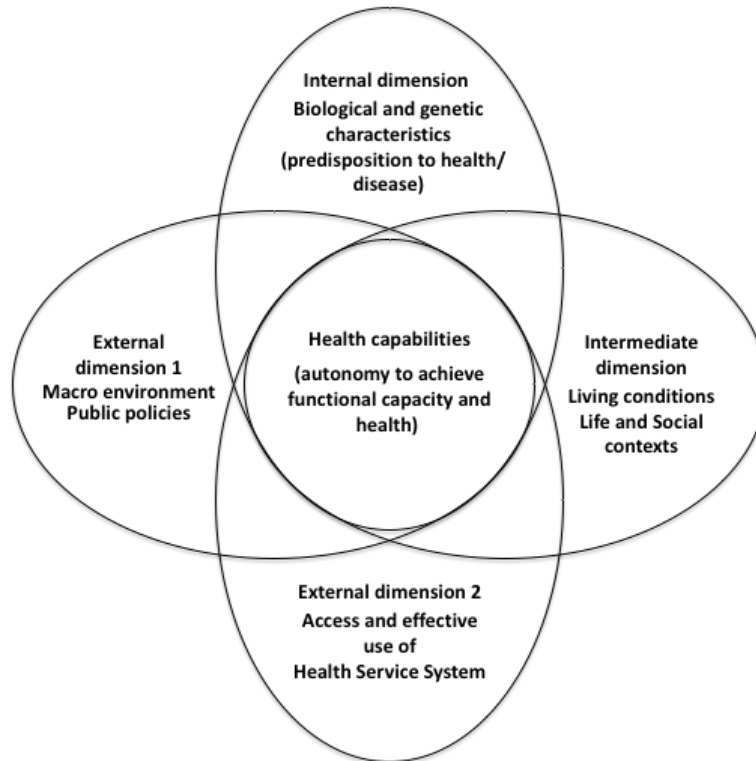 Internal dimension
Biological and genetic
characteristics
(predisposition to health/
disease)
External
dimension 1
Macro environment
Public policies
Health capabilities
(autonomy to achieve
functional capacity and
health)
Intermediate
dimension
Living conditions
Life and Social
contexts
External dimension 2
Access and effective
use of
Health Service System